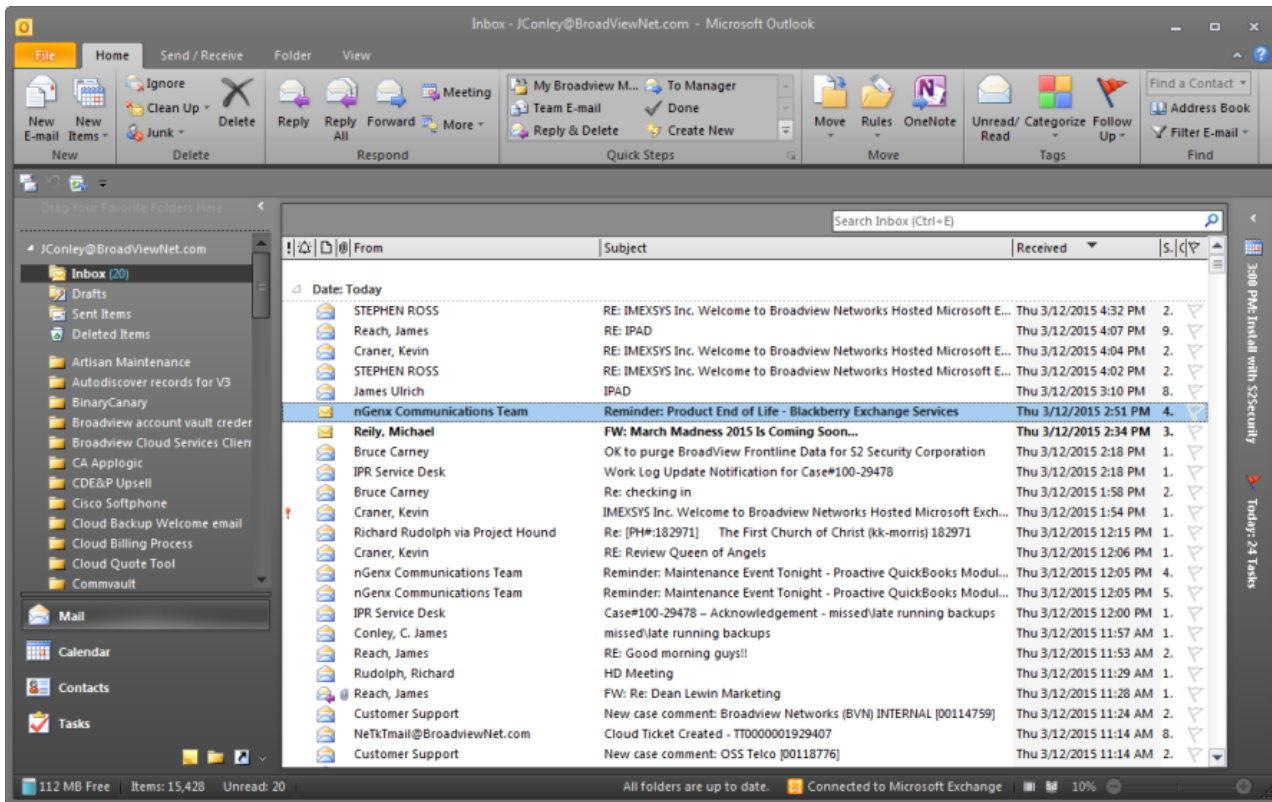 Inbox - JConley@BroadViewNet.com - Microsoft Outlook
File Home Send / Receive Folder View
New E-mail
New Items
New
Ignore
Clean Up
Junk
Delete
Delete
Reply
Reply All
Forward
Meeting
More
Respond
My Broadview M... To Manager
Team E-mail Done
Reply & Delete Create New
Quick Steps
Move
Rules
OneNote
Move
Unread/ Read
Categorize
Follow Up
Tags
Find a Contact
Address Book
Filter E-mail
Find
Drag Your Favorite Folders Here
JConley@BroadViewNet.com
Inbox (20)
Drafts
Sent Items
Deleted Items
Artisan Maintenance
Autodiscover records for V3
BinaryCanary
Broadview account vault creder
Broadview Cloud Services Clien
CA Applogic
CDE&P Upsell
Cisco Softphone
Cloud Backup Welcome email
Cloud Billing Process
Cloud Quote Tool
Commvault
Mail
Calendar
Contacts
Tasks
Search Inbox (Ctrl+E)
From Subject Received S.
Date: Today
STEPHEN ROSS RE: IMEXSYS Inc. Welcome to Broadview Networks Hosted Microsoft E... Thu 3/12/2015 4:32 PM 2.
Reach, James RE: IPAD Thu 3/12/2015 4:07 PM 9.
Craner, Kevin RE: IMEXSYS Inc. Welcome to Broadview Networks Hosted Microsoft E... Thu 3/12/2015 4:04 PM 2.
STEPHEN ROSS RE: IMEXSYS Inc. Welcome to Broadview Networks Hosted Microsoft E... Thu 3/12/2015 4:02 PM 2.
James Ulrich IPAD Thu 3/12/2015 3:10 PM 8.
nGenx Communications Team Reminder: Product End of Life - Blackberry Exchange Services Thu 3/12/2015 2:51 PM 4.
Reily, Michael FW: March Madness 2015 Is Coming Soon... Thu 3/12/2015 2:34 PM 3.
Bruce Carney OK to purge BroadView Frontline Data for S2 Security Corporation Thu 3/12/2015 2:18 PM 1.
IPR Service Desk Work Log Update Notification for Case#100-29478 Thu 3/12/2015 2:18 PM 1.
Bruce Carney Re: checking in Thu 3/12/2015 1:58 PM 2.
Craner, Kevin IMEXSYS Inc. Welcome to Broadview Networks Hosted Microsoft Exch... Thu 3/12/2015 1:54 PM 1.
Richard Rudolph via Project Hound Re: [PH#:182971] The First Church of Christ (kk-morris) 182971 Thu 3/12/2015 12:15 PM 1.
Craner, Kevin RE: Review Queen of Angels Thu 3/12/2015 12:06 PM 1.
nGenx Communications Team Reminder: Maintenance Event Tonight - Proactive QuickBooks Modul... Thu 3/12/2015 12:05 PM 4.
nGenx Communications Team Reminder: Maintenance Event Tonight - Proactive QuickBooks Modul... Thu 3/12/2015 12:05 PM 5.
IPR Service Desk Case#100-29478 – Acknowledgement - missed\late running backups Thu 3/12/2015 12:00 PM 1.
Conley, C. James missed\late running backups Thu 3/12/2015 11:57 AM 1.
Reach, James RE: Good morning guys!! Thu 3/12/2015 11:53 AM 2.
Rudolph, Richard HD Meeting Thu 3/12/2015 11:29 AM 1.
Reach, James FW: Re: Dean Lewin Marketing Thu 3/12/2015 11:28 AM 1.
Customer Support New case comment: Broadview Networks (BVN) INTERNAL [00114759] Thu 3/12/2015 11:24 AM 2.
NeTkTmail@BroadviewNet.com Cloud Ticket Created - TT0000001929407 Thu 3/12/2015 11:14 AM 8.
Customer Support New case comment: OSS Telco [00118776] Thu 3/12/2015 11:14 AM 2.
3:00 PM: Install with S2Security
Today: 24 Tasks
112 MB Free Items: 15,428 Unread: 20 All folders are up to date. Connected to Microsoft Exchange 10%